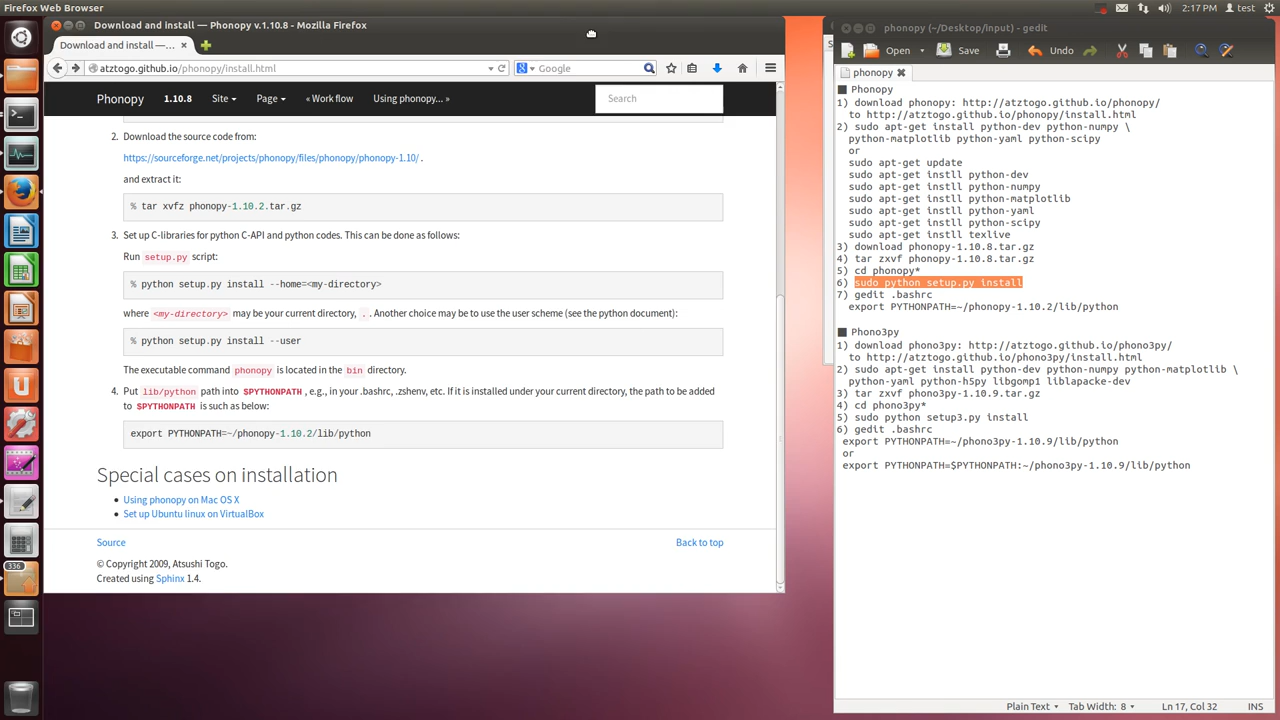 Firefox Web Browser
2:17 PM
test
Download and install — Phonopy v.1.10.8 - Mozilla Firefox
Download and install —...
atztogo.github.io/phonopy/install.html
Google
Phonopy
1.10.8
Site
Page
« Work flow
Using phonopy... »
Search
2. Download the source code from:
https://sourceforge.net/projects/phonopy/files/phonopy/phonopy-1.10/ .
and extract it:
% tar xvfz phonopy-1.10.2.tar.gz
3. Set up C-libraries for python C-API and python codes. This can be done as follows:
Run setup.py script:
% python setup.py install --home=<my-directory>
where <my-directory> may be your current directory, . . Another choice may be to use the user scheme (see the python document):
% python setup.py install --user
The executable command phonopy is located in the bin directory.
4. Put lib/python path into $PYTHONPATH , e.g., in your .bashrc, .zshenv, etc. If it is installed under your current directory, the path to be added
to $PYTHONPATH is such as below:
export PYTHONPATH=~/phonopy-1.10.2/lib/python
Special cases on installation
Using phonopy on Mac OS X
Set up Ubuntu linux on VirtualBox
Source
Back to top
© Copyright 2009, Atsushi Togo.
Created using Sphinx 1.4.
336
phonopy (~/Desktop/input) - gedit
Open
Save
Undo
phonopy
■ Phonopy
1) download phonopy: http://atztogo.github.io/phonopy/
to http://atztogo.github.io/phonopy/install.html
2) sudo apt-get install python-dev python-numpy \
python-matplotlib python-yaml python-scipy
or
sudo apt-get update
sudo apt-get instll python-dev
sudo apt-get instll python-numpy
sudo apt-get instll python-matplotlib
sudo apt-get instll python-yaml
sudo apt-get instll python-scipy
sudo apt-get instll texlive
3) download phonopy-1.10.8.tar.gz
4) tar zxvf phonopy-1.10.8.tar.gz
5) cd phonopy*
6) sudo python setup.py install
7) gedit .bashrc
export PYTHONPATH=~/phonopy-1.10.2/lib/python
■ Phono3py
1) download phono3py: http://atztogo.github.io/phono3py/
to http://atztogo.github.io/phono3py/install.html
2) sudo apt-get install python-dev python-numpy python-matplotlib \
python-yaml python-h5py libgomp1 liblapacke-dev
3) tar zxvf phono3py-1.10.9.tar.gz
4) cd phono3py*
5) sudo python setup3.py install
6) gedit .bashrc
export PYTHONPATH=~/phono3py-1.10.9/lib/python
or
export PYTHONPATH=$PYTHONPATH:~/phono3py-1.10.9/lib/python
Plain Text
Tab Width: 8
Ln 17, Col 32
INS